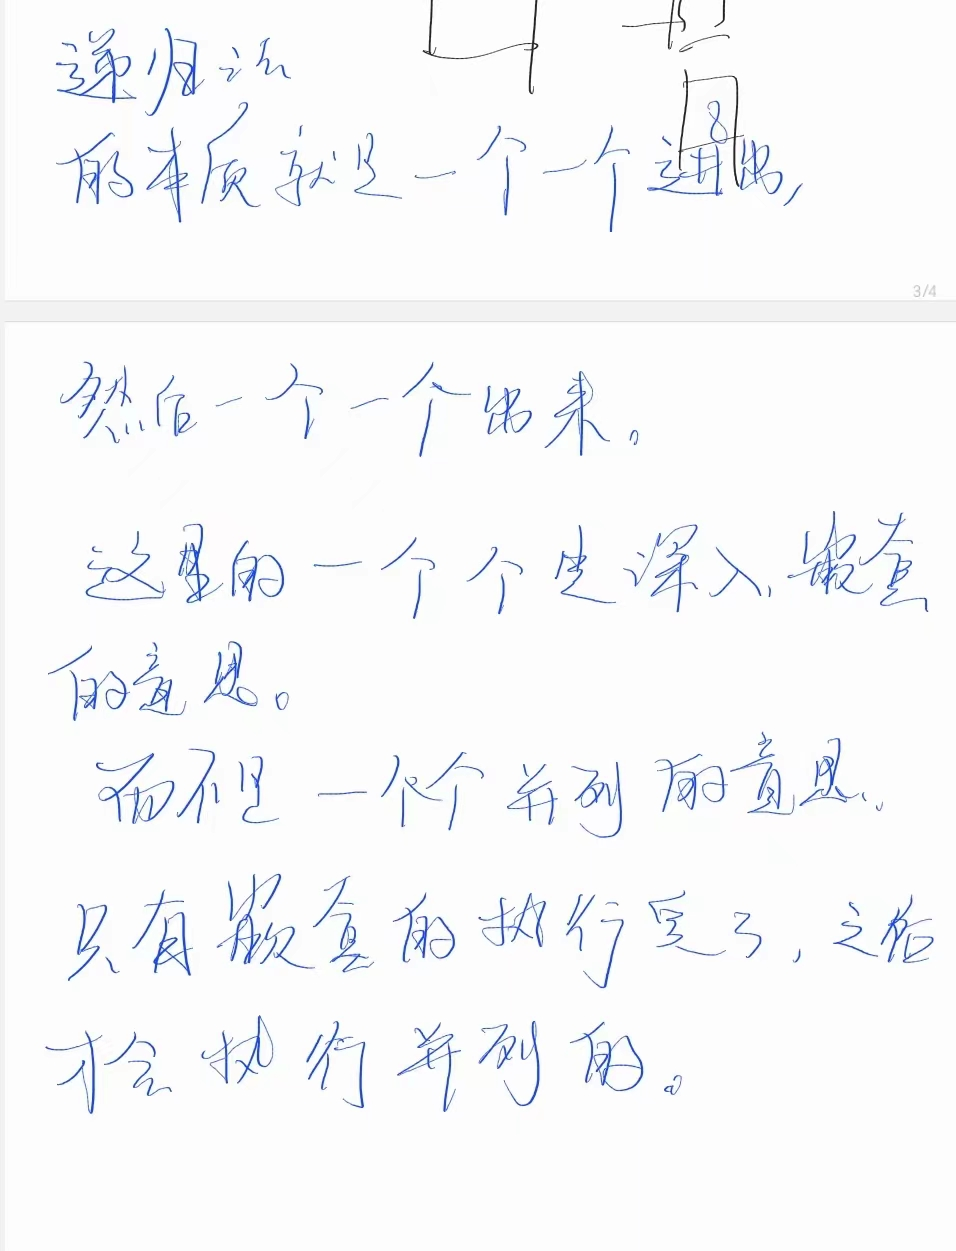 递归法
8
的本质就是一个一个进出,
3/4
然后一个一个出来。
这里的一个个是深入、嵌套
的意思。
而不是一个个并列的意思.
只有嵌套的执行完了,之后
才会执行并列的。